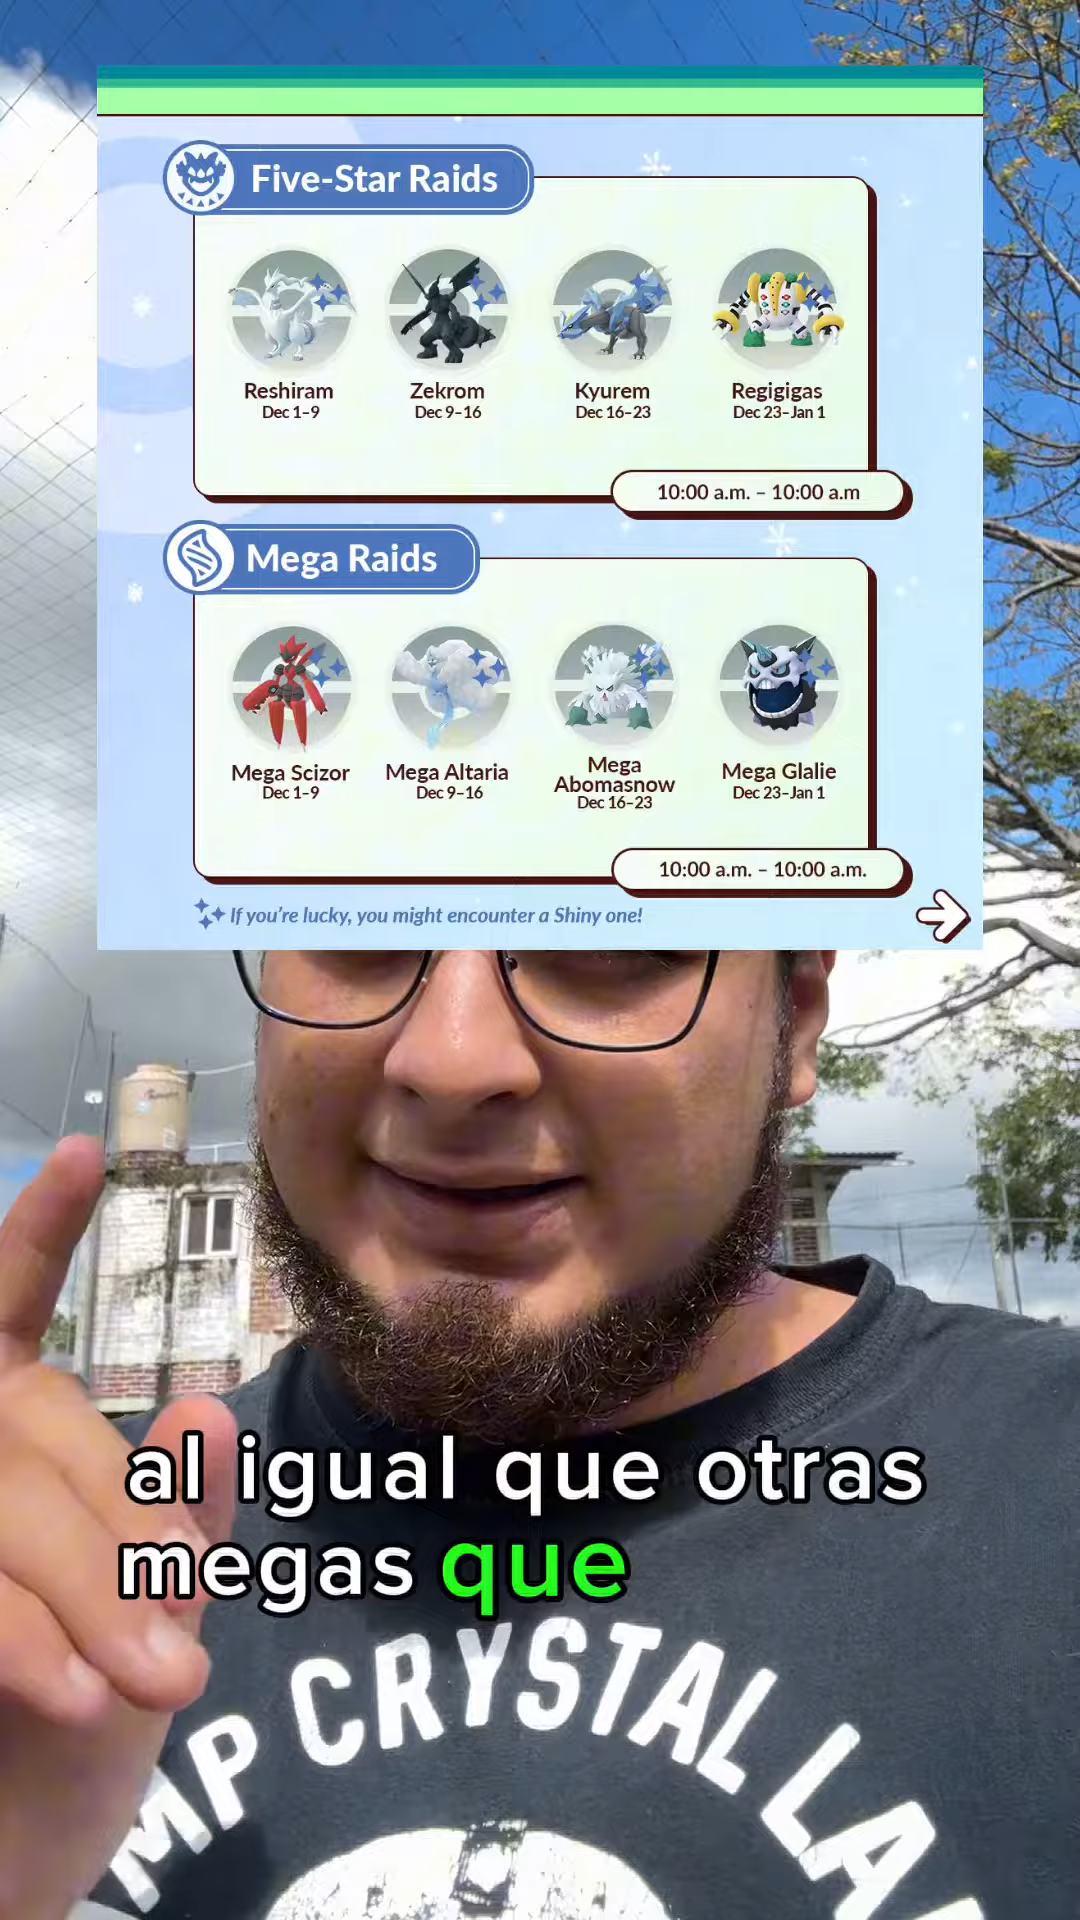 Five-Star Raids
Reshiram
Dec 1–9
Zekrom
Dec 9–16
Kyurem
Dec 16–23
Regigigas
Dec 23–Jan 1
10:00 a.m. – 10:00 a.m
Mega Raids
Mega Scizor
Dec 1–9
Mega Altaria
Dec 9–16
Mega
Abomasnow
Dec 16–23
Mega Glalie
Dec 23–Jan 1
10:00 a.m. – 10:00 a.m.
If you're lucky, you might encounter a Shiny one!
al igual que otras
megas que
CRYSTAL